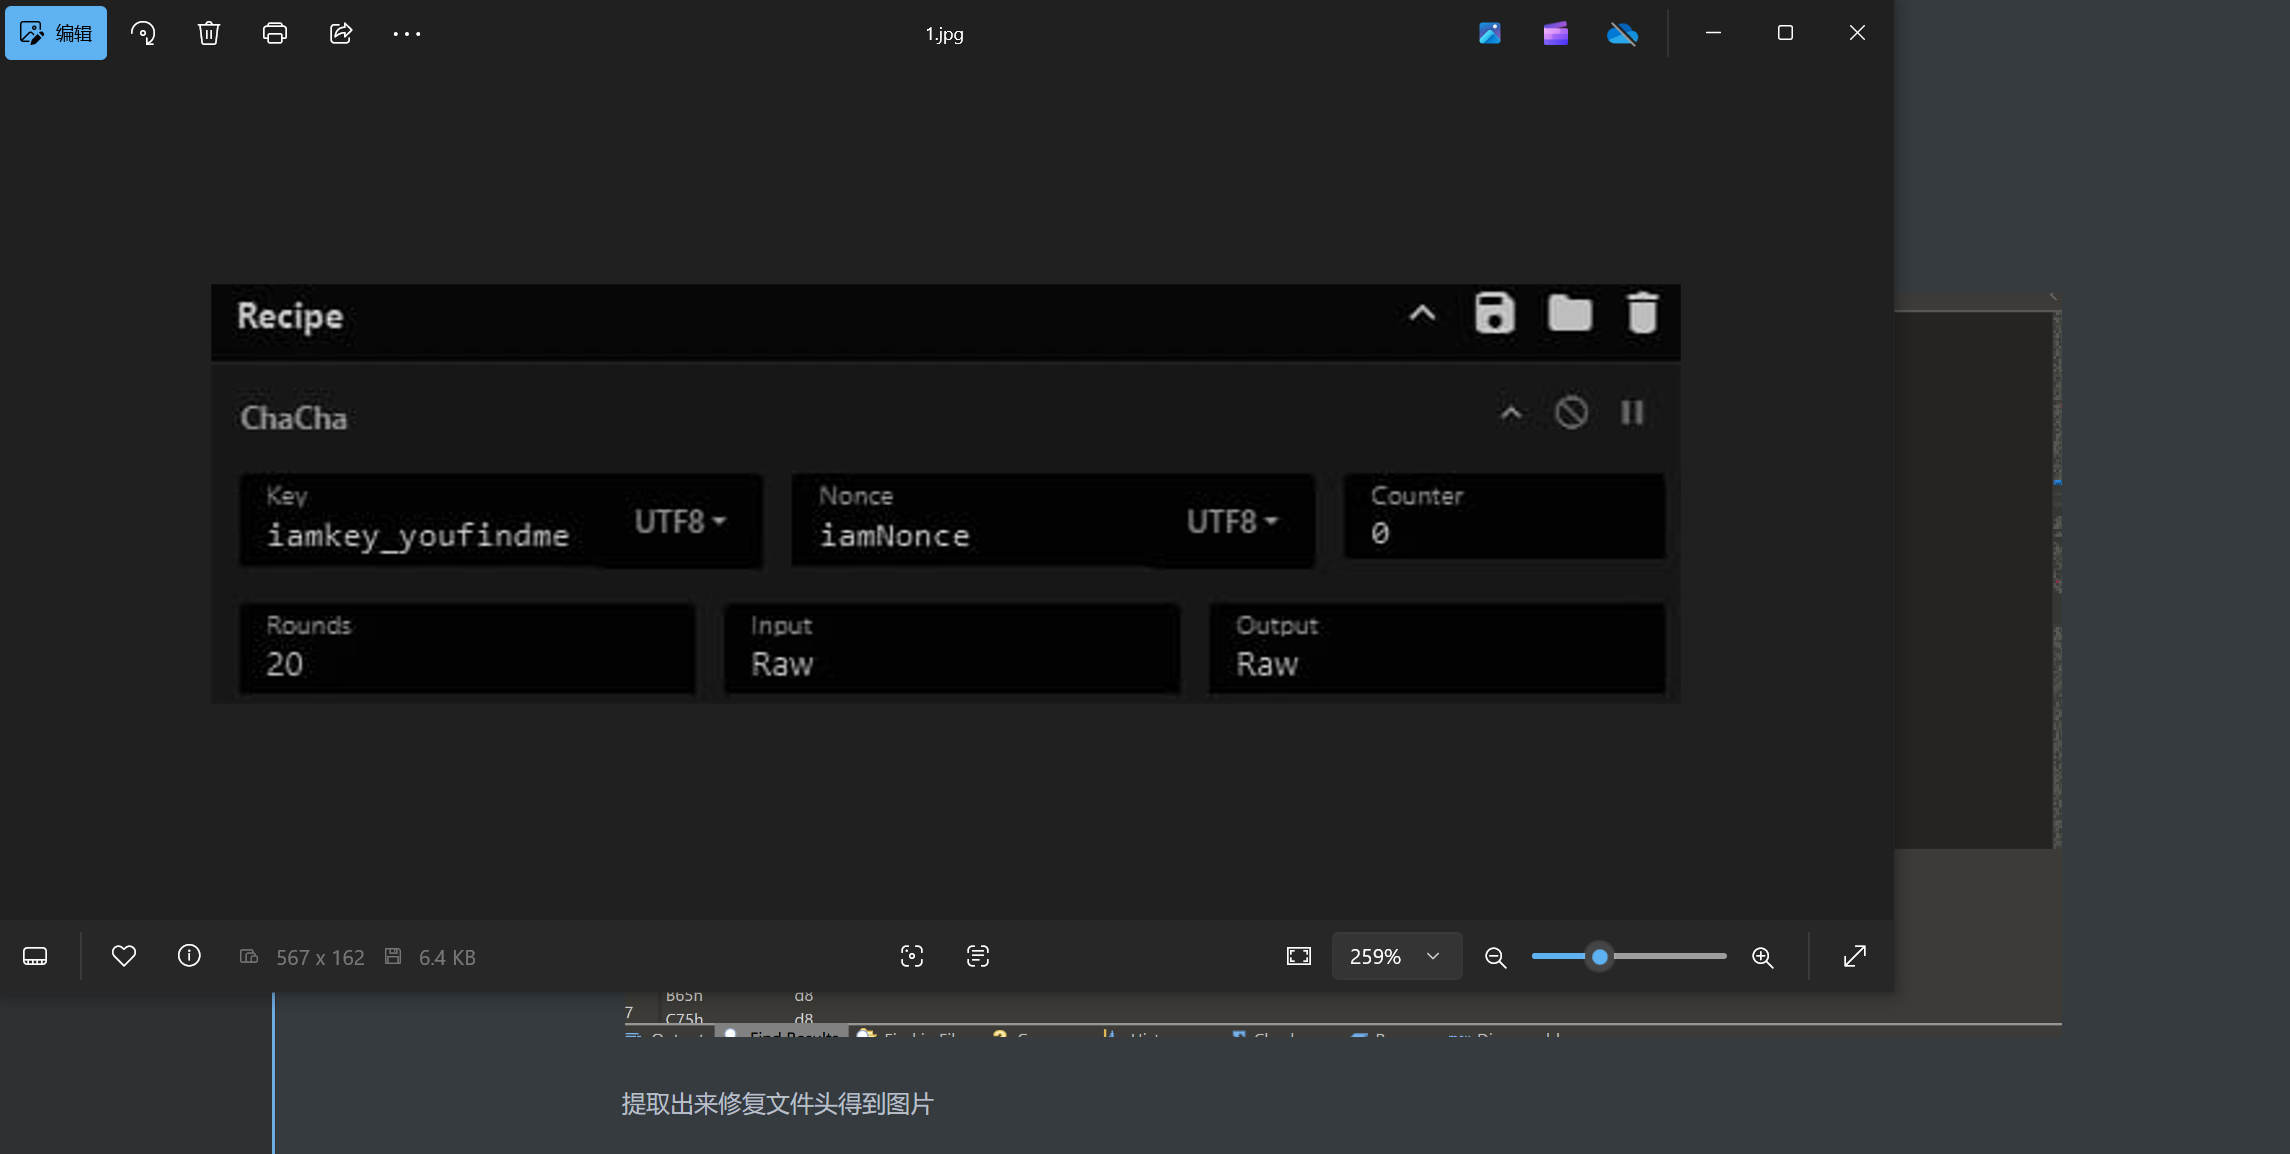 编辑
1.jpg
Recipe
ChaCha
Key
iamkey_youfindme
UTF8
Nonce
iamNonce
UTF8
Counter
0
Rounds
20
Input
Raw
Output
Raw
567 x 162
6.4 KB
259%
B65h d8
7
C75h d8
Find Results
提取出来修复文件头得到图片